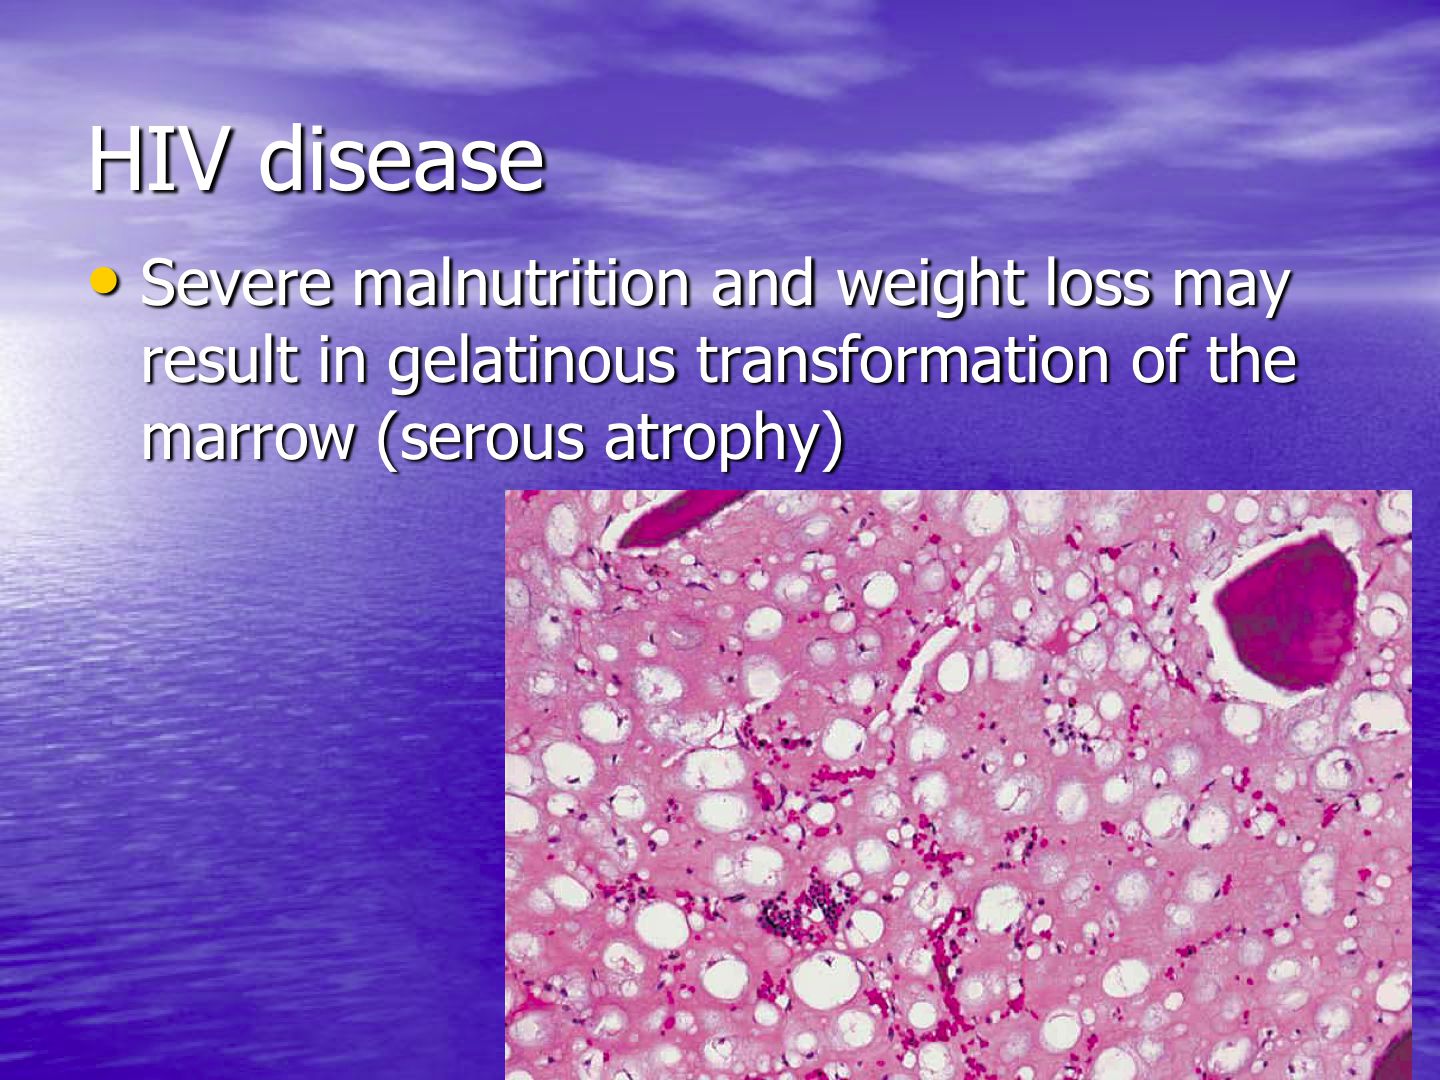 HIV disease
• Severe malnutrition and weight loss may
result in gelatinous transformation of the
marrow (serous atrophy)